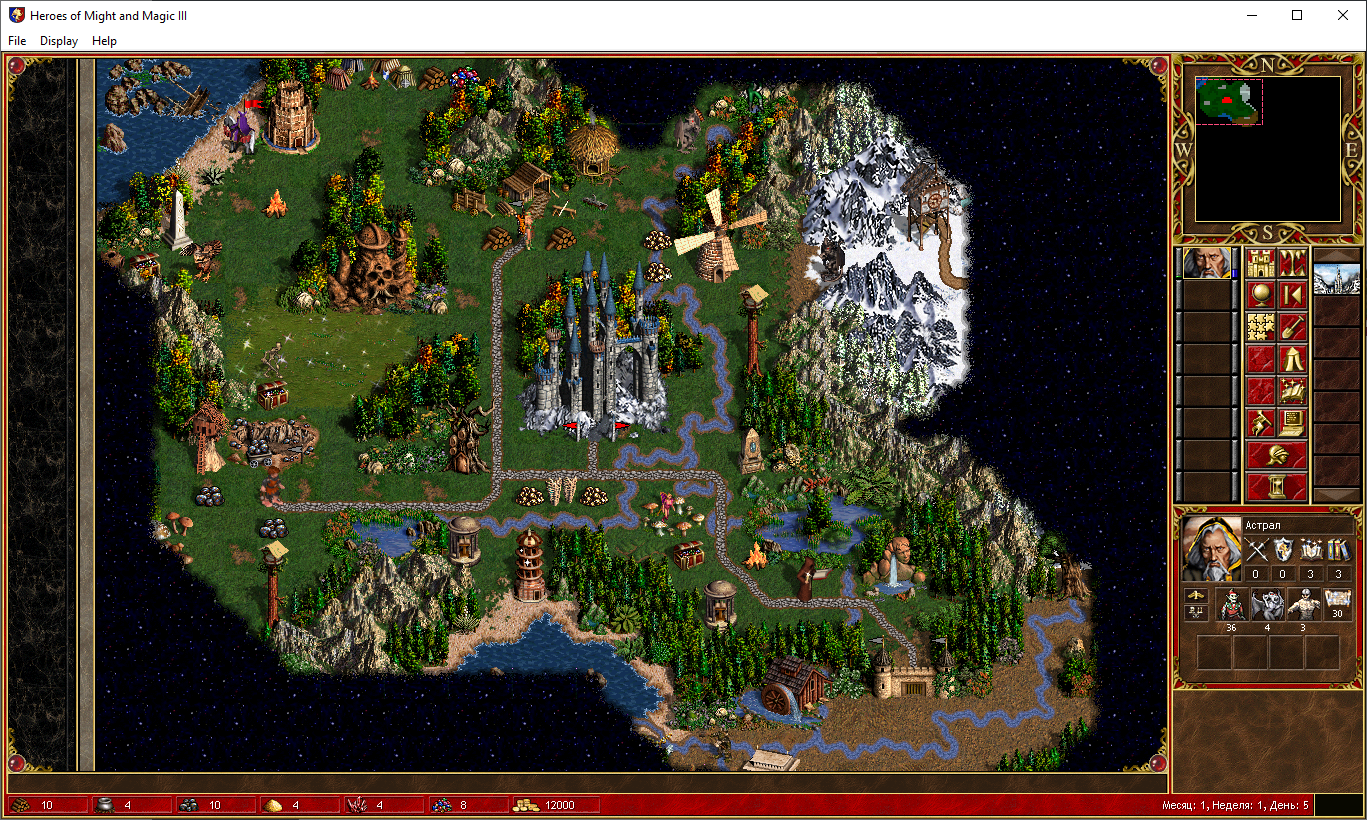 Heroes of Might and Magic III
File Display Help
N
W E
S
Астрал
0 0 3 3
30
36 4 3
10 4 10 4 4 8 12000 Месяц: 1, Неделя: 1, День: 5